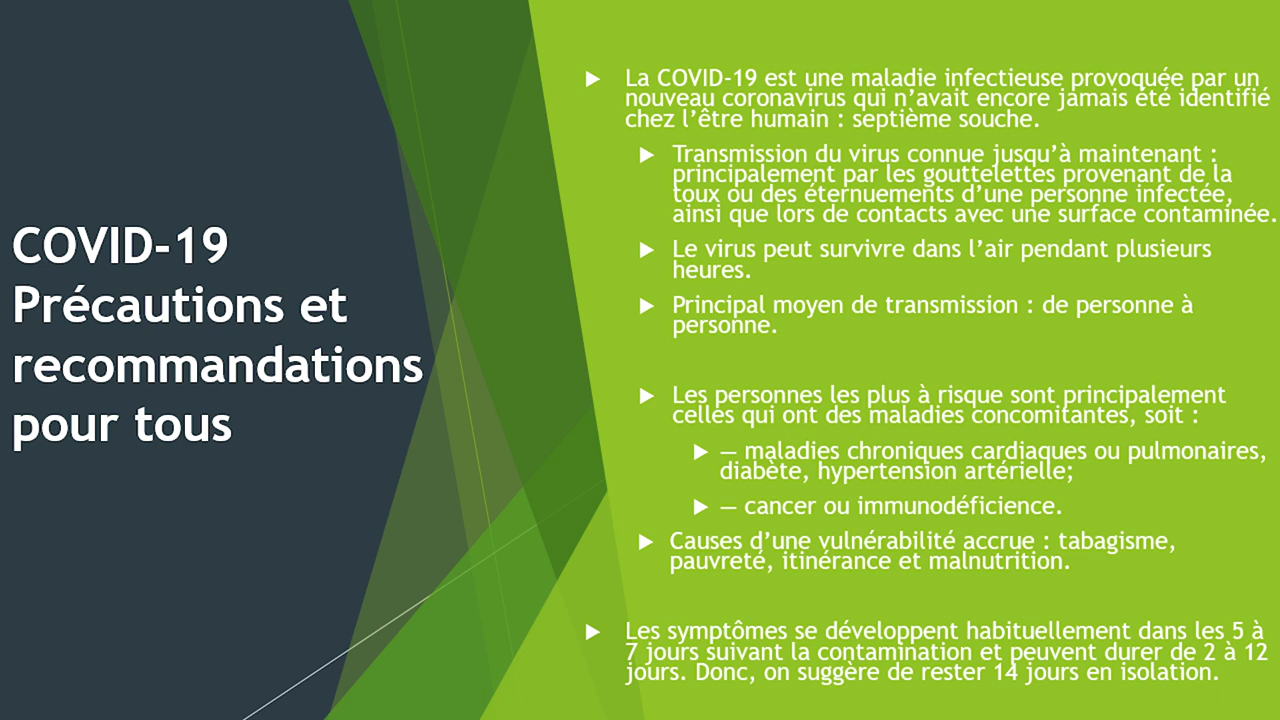 COVID-19
Précautions et
recommandations
pour tous
La COVID-19 est une maladie infectieuse provoquée par un
nouveau coronavirus qui n’avait encore jamais été identifié
chez l’être humain : septième souche.
Transmission du virus connue jusqu’à maintenant :
principalement par les gouttelettes provenant de la
toux ou des éternuements d’une personne infectée,
ainsi que lors de contacts avec une surface contaminée.
Le virus peut survivre dans l’air pendant plusieurs
heures.
Principal moyen de transmission : de personne à
personne.
Les personnes les plus à risque sont principalement
celles qui ont des maladies concomitantes, soit :
— maladies chroniques cardiaques ou pulmonaires,
diabète, hypertension artérielle;
— cancer ou immunodéficience.
Causes d’une vulnérabilité accrue : tabagisme,
pauvreté, itinérance et malnutrition.
Les symptômes se développent habituellement dans les 5 à
7 jours suivant la contamination et peuvent durer de 2 à 12
jours. Donc, on suggère de rester 14 jours en isolation.